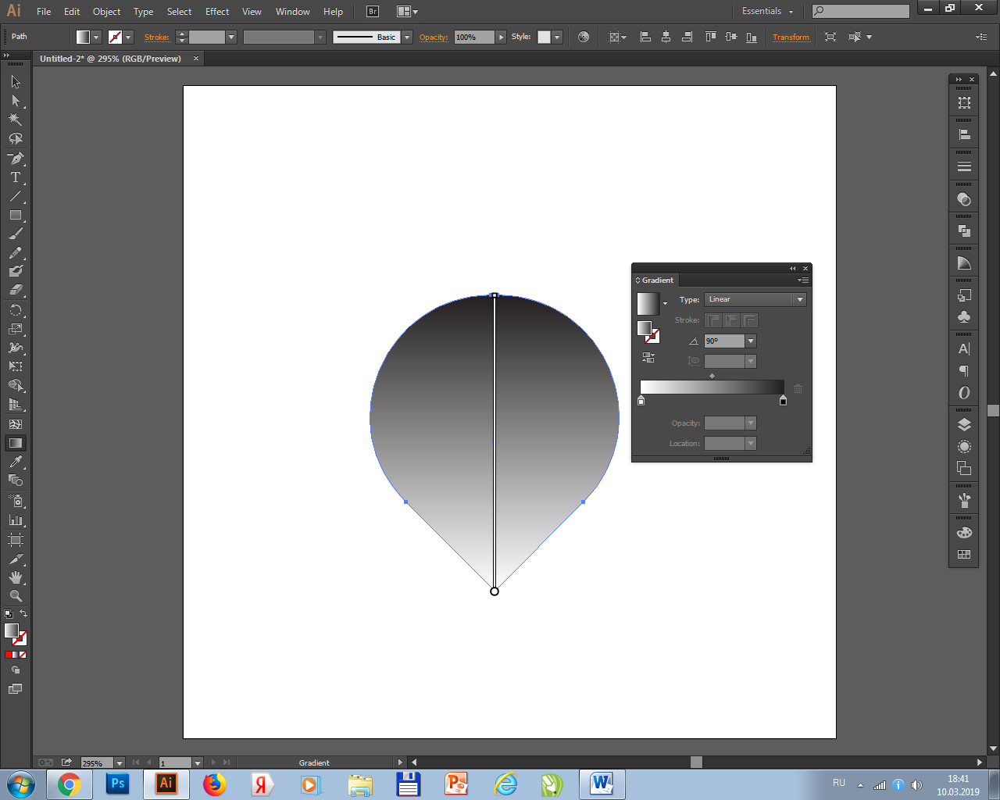 Ai File Edit Object Type Select Effect View Window Help Br Essentials
Path Stroke: Basic Opacity: 100% Style: Transform
Untitled-2* @ 295% (RGB/Preview) ×
Gradient
Type: Linear
Stroke:
90°
Opacity:
Location:
295% 1 Gradient
Ps Ai Я P W RU 18:41
10.03.2019